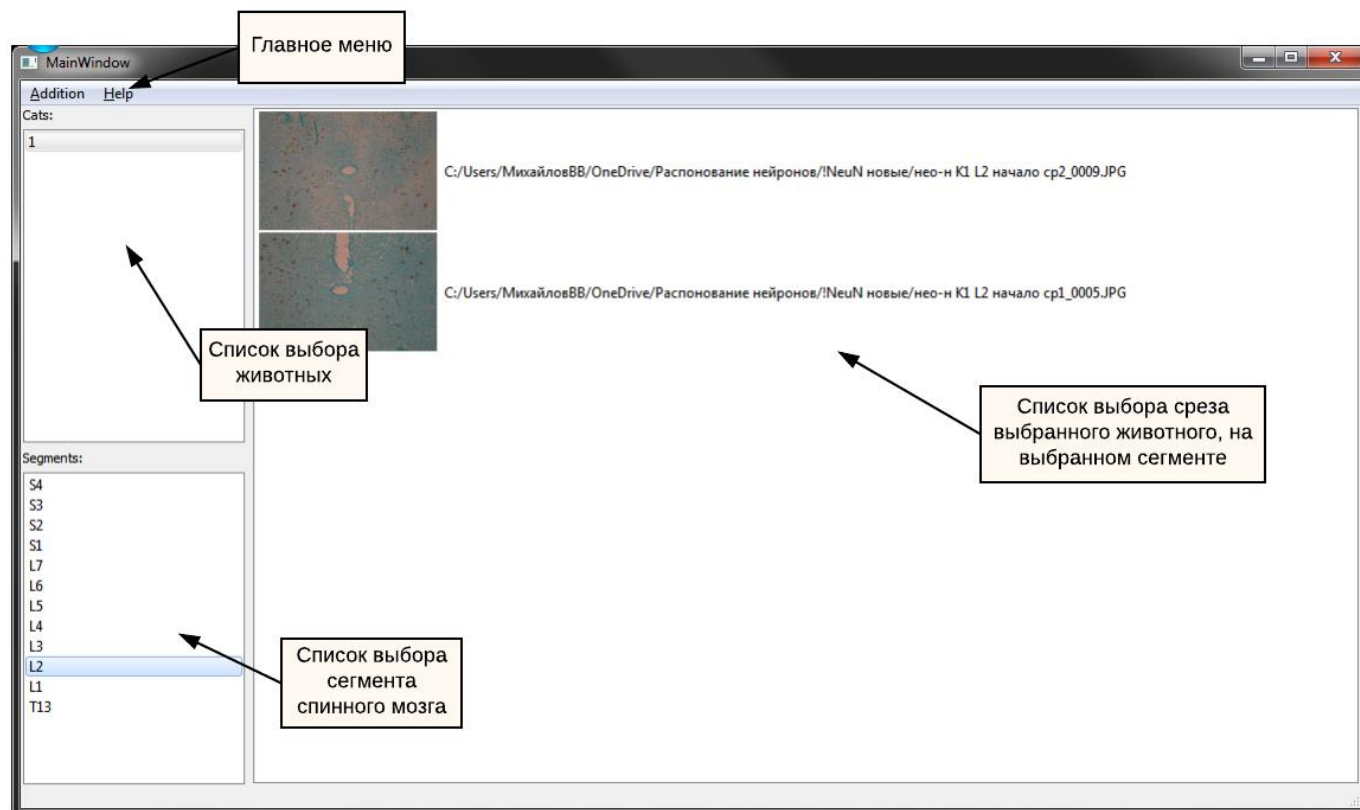 Главное меню
MainWindow
Addition Help
Cats:
1
C:/Users/МихайловВВ/OneDrive/Распонование нейронов/!NeuN новые/нео-н K1 L2 начало ср2_0009.JPG
C:/Users/МихайловВВ/OneDrive/Распонование нейронов/!NeuN новые/нео-н K1 L2 начало ср1_0005.JPG
Список выбора
животных
Список выбора среза
выбранного животного, на
выбранном сегменте
Segments:
S4
S3
S2
S1
L7
L6
L5
L4
L3
L2
L1
T13
Список выбора
сегмента
спинного мозга